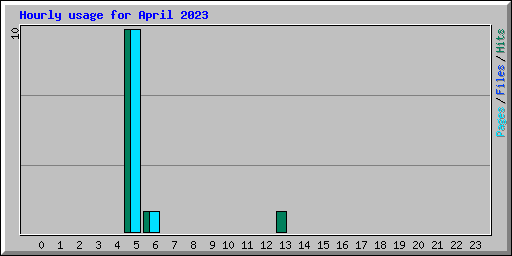 Hourly usage for April 2023
10
Pages/Files/Hits
0 1 2 3 4 5 6 7 8 9 10 11 12 13 14 15 16 17 18 19 20 21 22 23